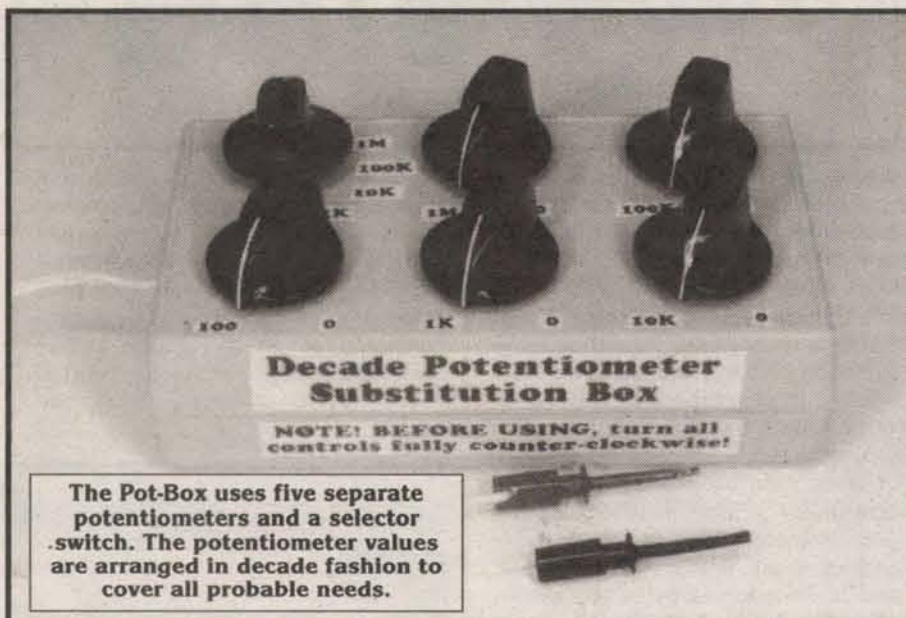 1M
100K
10K
1K 1M 0 100K
100 0 1K 0 10K 0
Decade Potentiometer
Substitution Box
NOTE! BEFORE USING, turn all
controls fully counter-clockwise!
The Pot-Box uses five separate
potentiometers and a selector
switch. The potentiometer values
are arranged in decade fashion to
cover all probable needs.